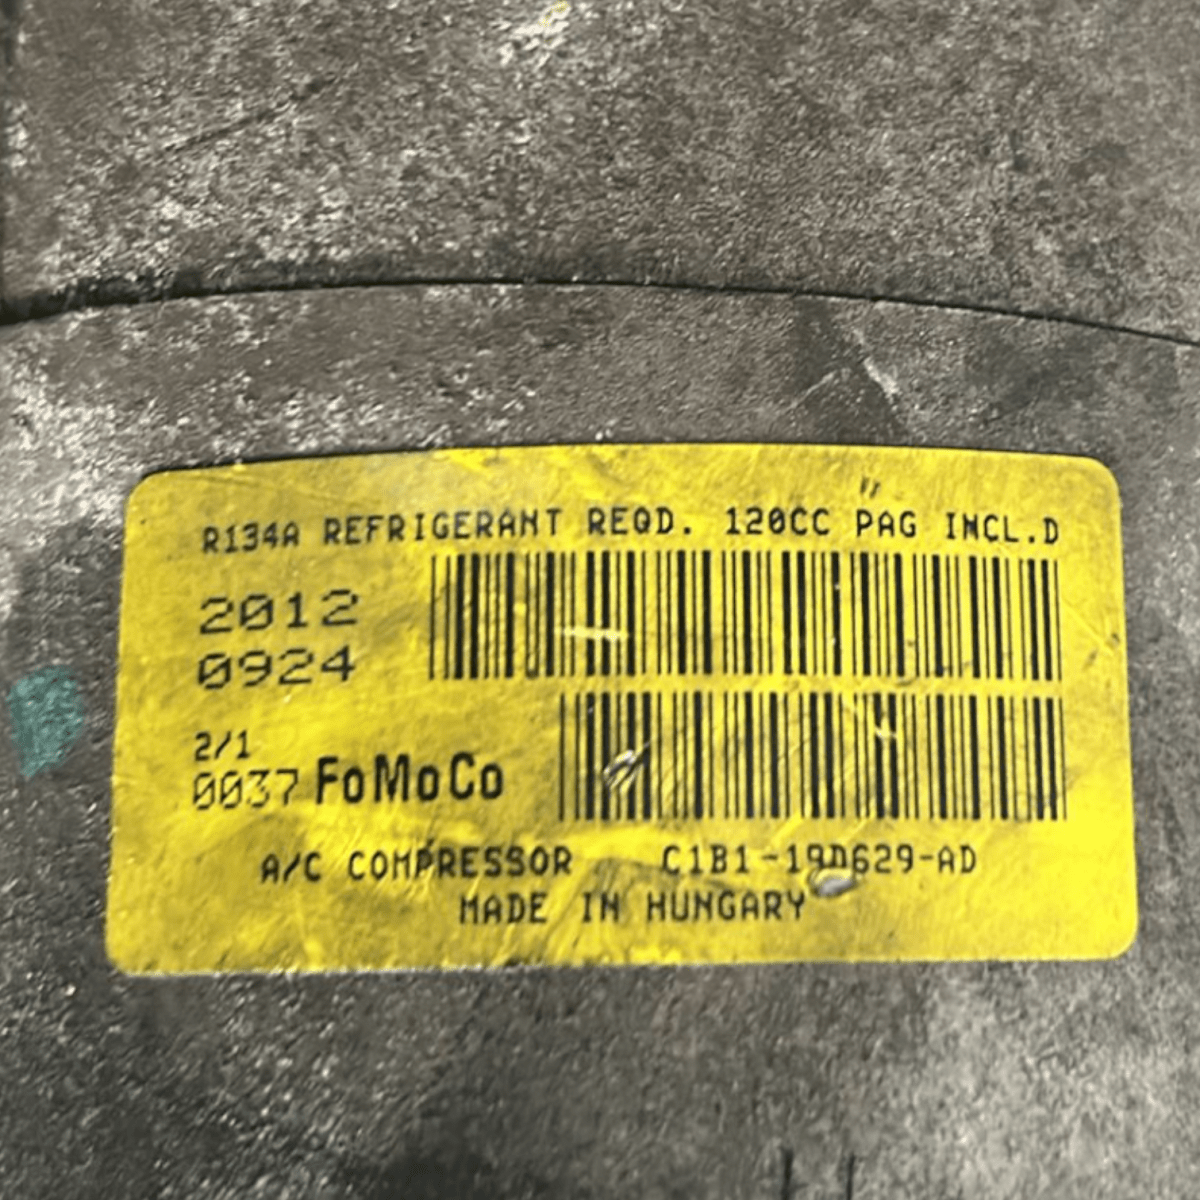 R134A REFRIGERANT REQD. 120CC PAG INCL.D
2012
0924
2/1
0037 FoMoCo
A/C COMPRESSOR C1B1-19D629-AD
MADE IN HUNGARY